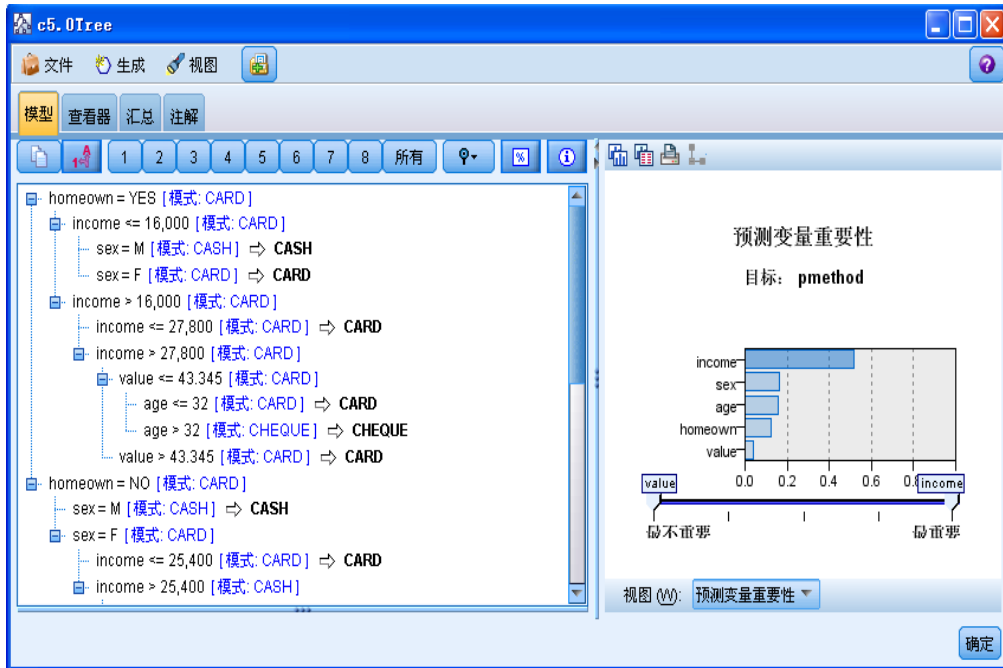 c5.0Tree
文件 生成 视图
模型 查看器 汇总 注解
1 2 3 4 5 6 7 8 所有 %
homeown = YES [模式: CARD]
income <= 16,000 [模式: CARD]
sex = M [模式: CASH] ⇨ CASH
sex = F [模式: CARD] ⇨ CARD
income > 16,000 [模式: CARD]
income <= 27,800 [模式: CARD] ⇨ CARD
income > 27,800 [模式: CARD]
value <= 43.345 [模式: CARD]
age <= 32 [模式: CARD] ⇨ CARD
age > 32 [模式: CHEQUE] ⇨ CHEQUE
value > 43.345 [模式: CARD] ⇨ CARD
homeown = NO [模式: CARD]
sex = M [模式: CASH] ⇨ CASH
sex = F [模式: CARD]
income <= 25,400 [模式: CARD] ⇨ CARD
income > 25,400 [模式: CASH]
预测变量重要性
目标: pmethod
income
sex
age
homeown
value
0.0 0.2 0.4 0.6
value income
最不重要 最重要
视图 (W): 预测变量重要性
确定